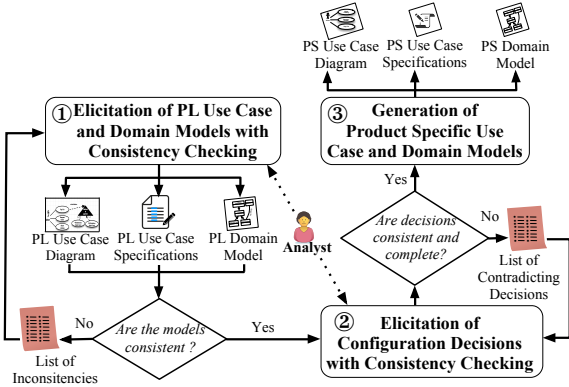 PS Use Case
Diagram
PS Use Case
Specifications
PS Domain
Model
① Elicitation of PL Use Case
and Domain Models with
Consistency Checking
③ Generation of
Product Specific Use
Case and Domain Models
PL Use Case
Diagram
PL Use Case
Specifications
PL Domain
Model
Analyst
Yes
Are decisions
consistent and
complete?
No
List of
Contradicting
Decisions
Are the models
consistent ?
No
Yes
List of
Inconsitencies
② Elicitation of
Configuration Decisions
with Consistency Checking